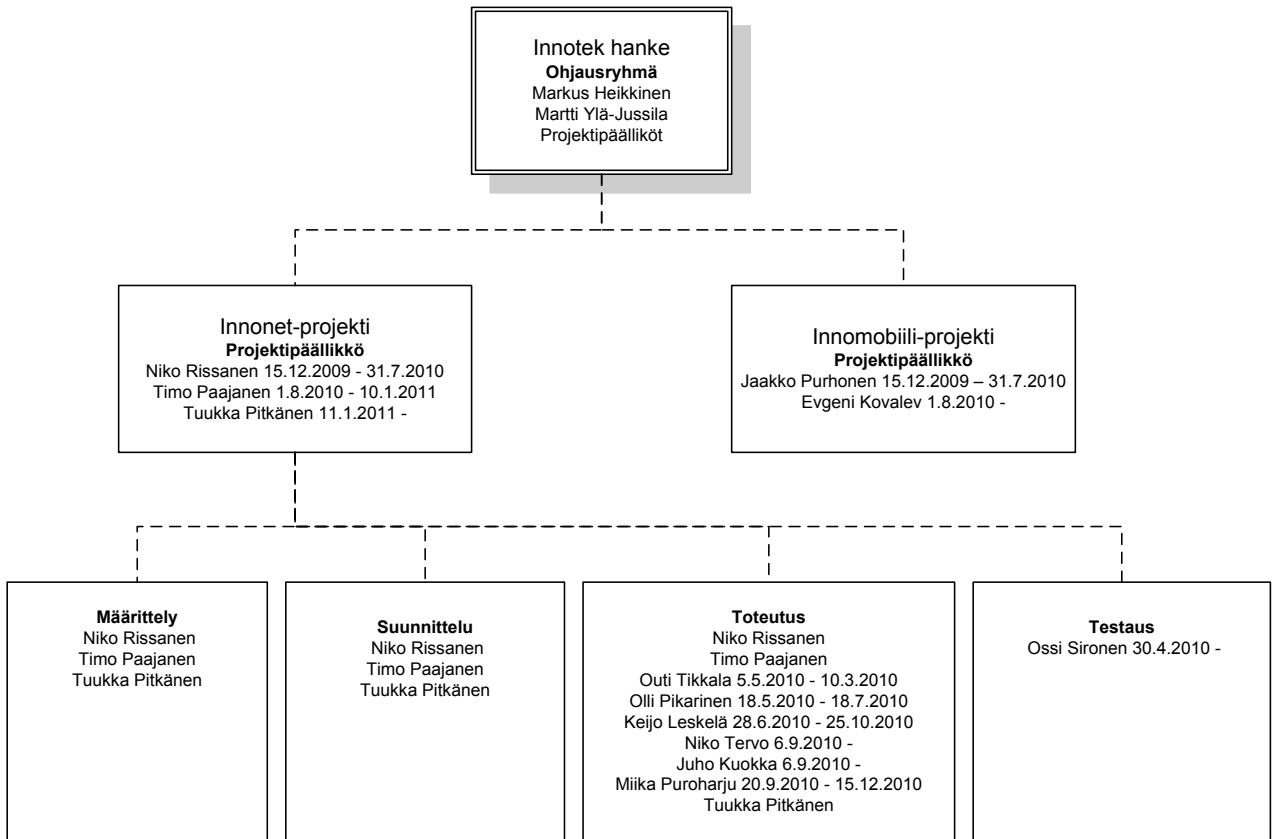 Innotek hanke
Ohjausryhmä
Markus Heikkinen
Martti Ylä-Jussila
Projektipäälliköt
Innonet-projekti
Projektipäällikkö
Niko Rissanen 15.12.2009 - 31.7.2010
Timo Paajanen 1.8.2010 - 10.1.2011
Tuukka Pitkänen 11.1.2011 -
Innomobiili-projekti
Projektipäällikkö
Jaakko Purhonen 15.12.2009 – 31.7.2010
Evgeni Kovalev 1.8.2010 -
Määrittely
Niko Rissanen
Timo Paajanen
Tuukka Pitkänen
Suunnittelu
Niko Rissanen
Timo Paajanen
Tuukka Pitkänen
Toteutus
Niko Rissanen
Timo Paajanen
Outi Tikkala 5.5.2010 - 10.3.2010
Olli Pikarinen 18.5.2010 - 18.7.2010
Keijo Leskelä 28.6.2010 - 25.10.2010
Niko Tervo 6.9.2010 -
Juho Kuokka 6.9.2010 -
Miika Puroharju 20.9.2010 - 15.12.2010
Tuukka Pitkänen
Testaus
Ossi Sironen 30.4.2010 -